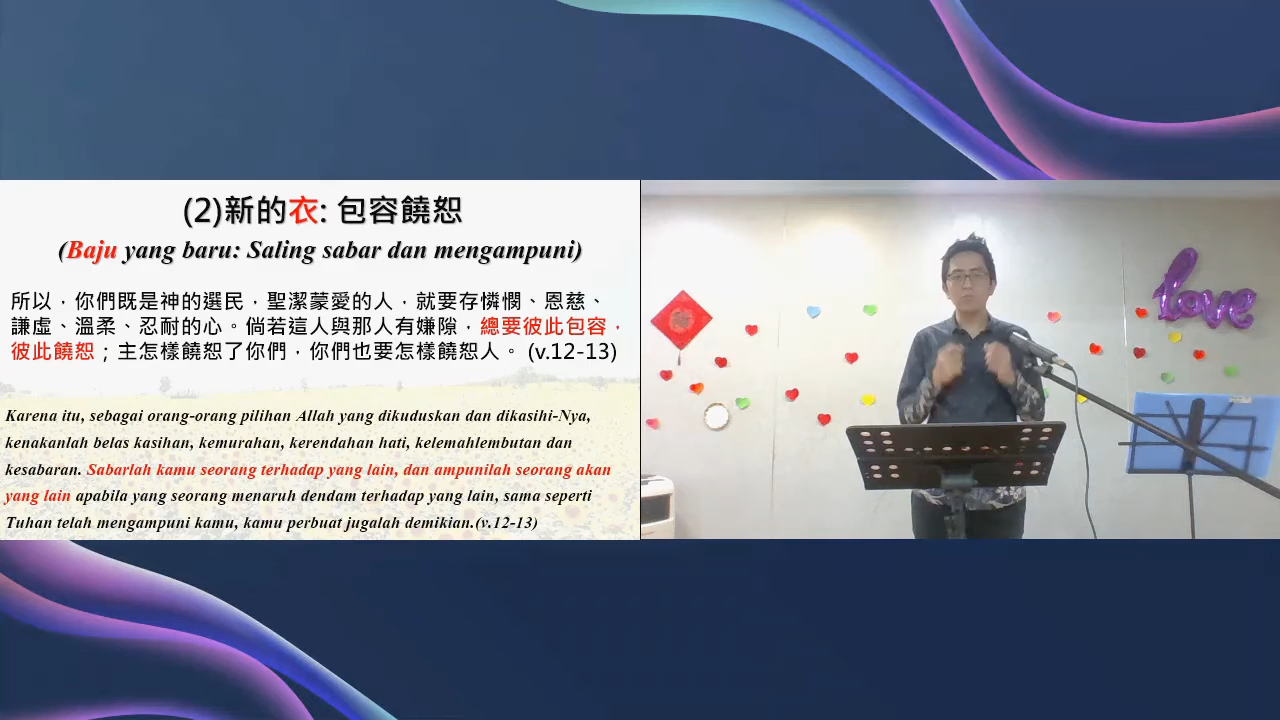 (2)新的衣: 包容饒恕
(Baju yang baru: Saling sabar dan mengampuni)
所以，你們既是神的選民，聖潔蒙愛的人，就要存憐憫、恩慈、
謙虛、溫柔、忍耐的心。倘若這人與那人有嫌隙，總要彼此包容，
彼此饒恕；主怎樣饒恕了你們，你們也要怎樣饒恕人。 (v.12-13)
Karena itu, sebagai orang-orang pilihan Allah yang dikuduskan dan dikasihi-Nya,
kenakanlah belas kasihan, kemurahan, kerendahan hati, kelemahlembutan dan
kesabaran. Sabarlah kamu seorang terhadap yang lain, dan ampunilah seorang akan
yang lain apabila yang seorang menaruh dendam terhadap yang lain, sama seperti
Tuhan telah mengampuni kamu, kamu perbuat jugalah demikian.(v.12-13)
love